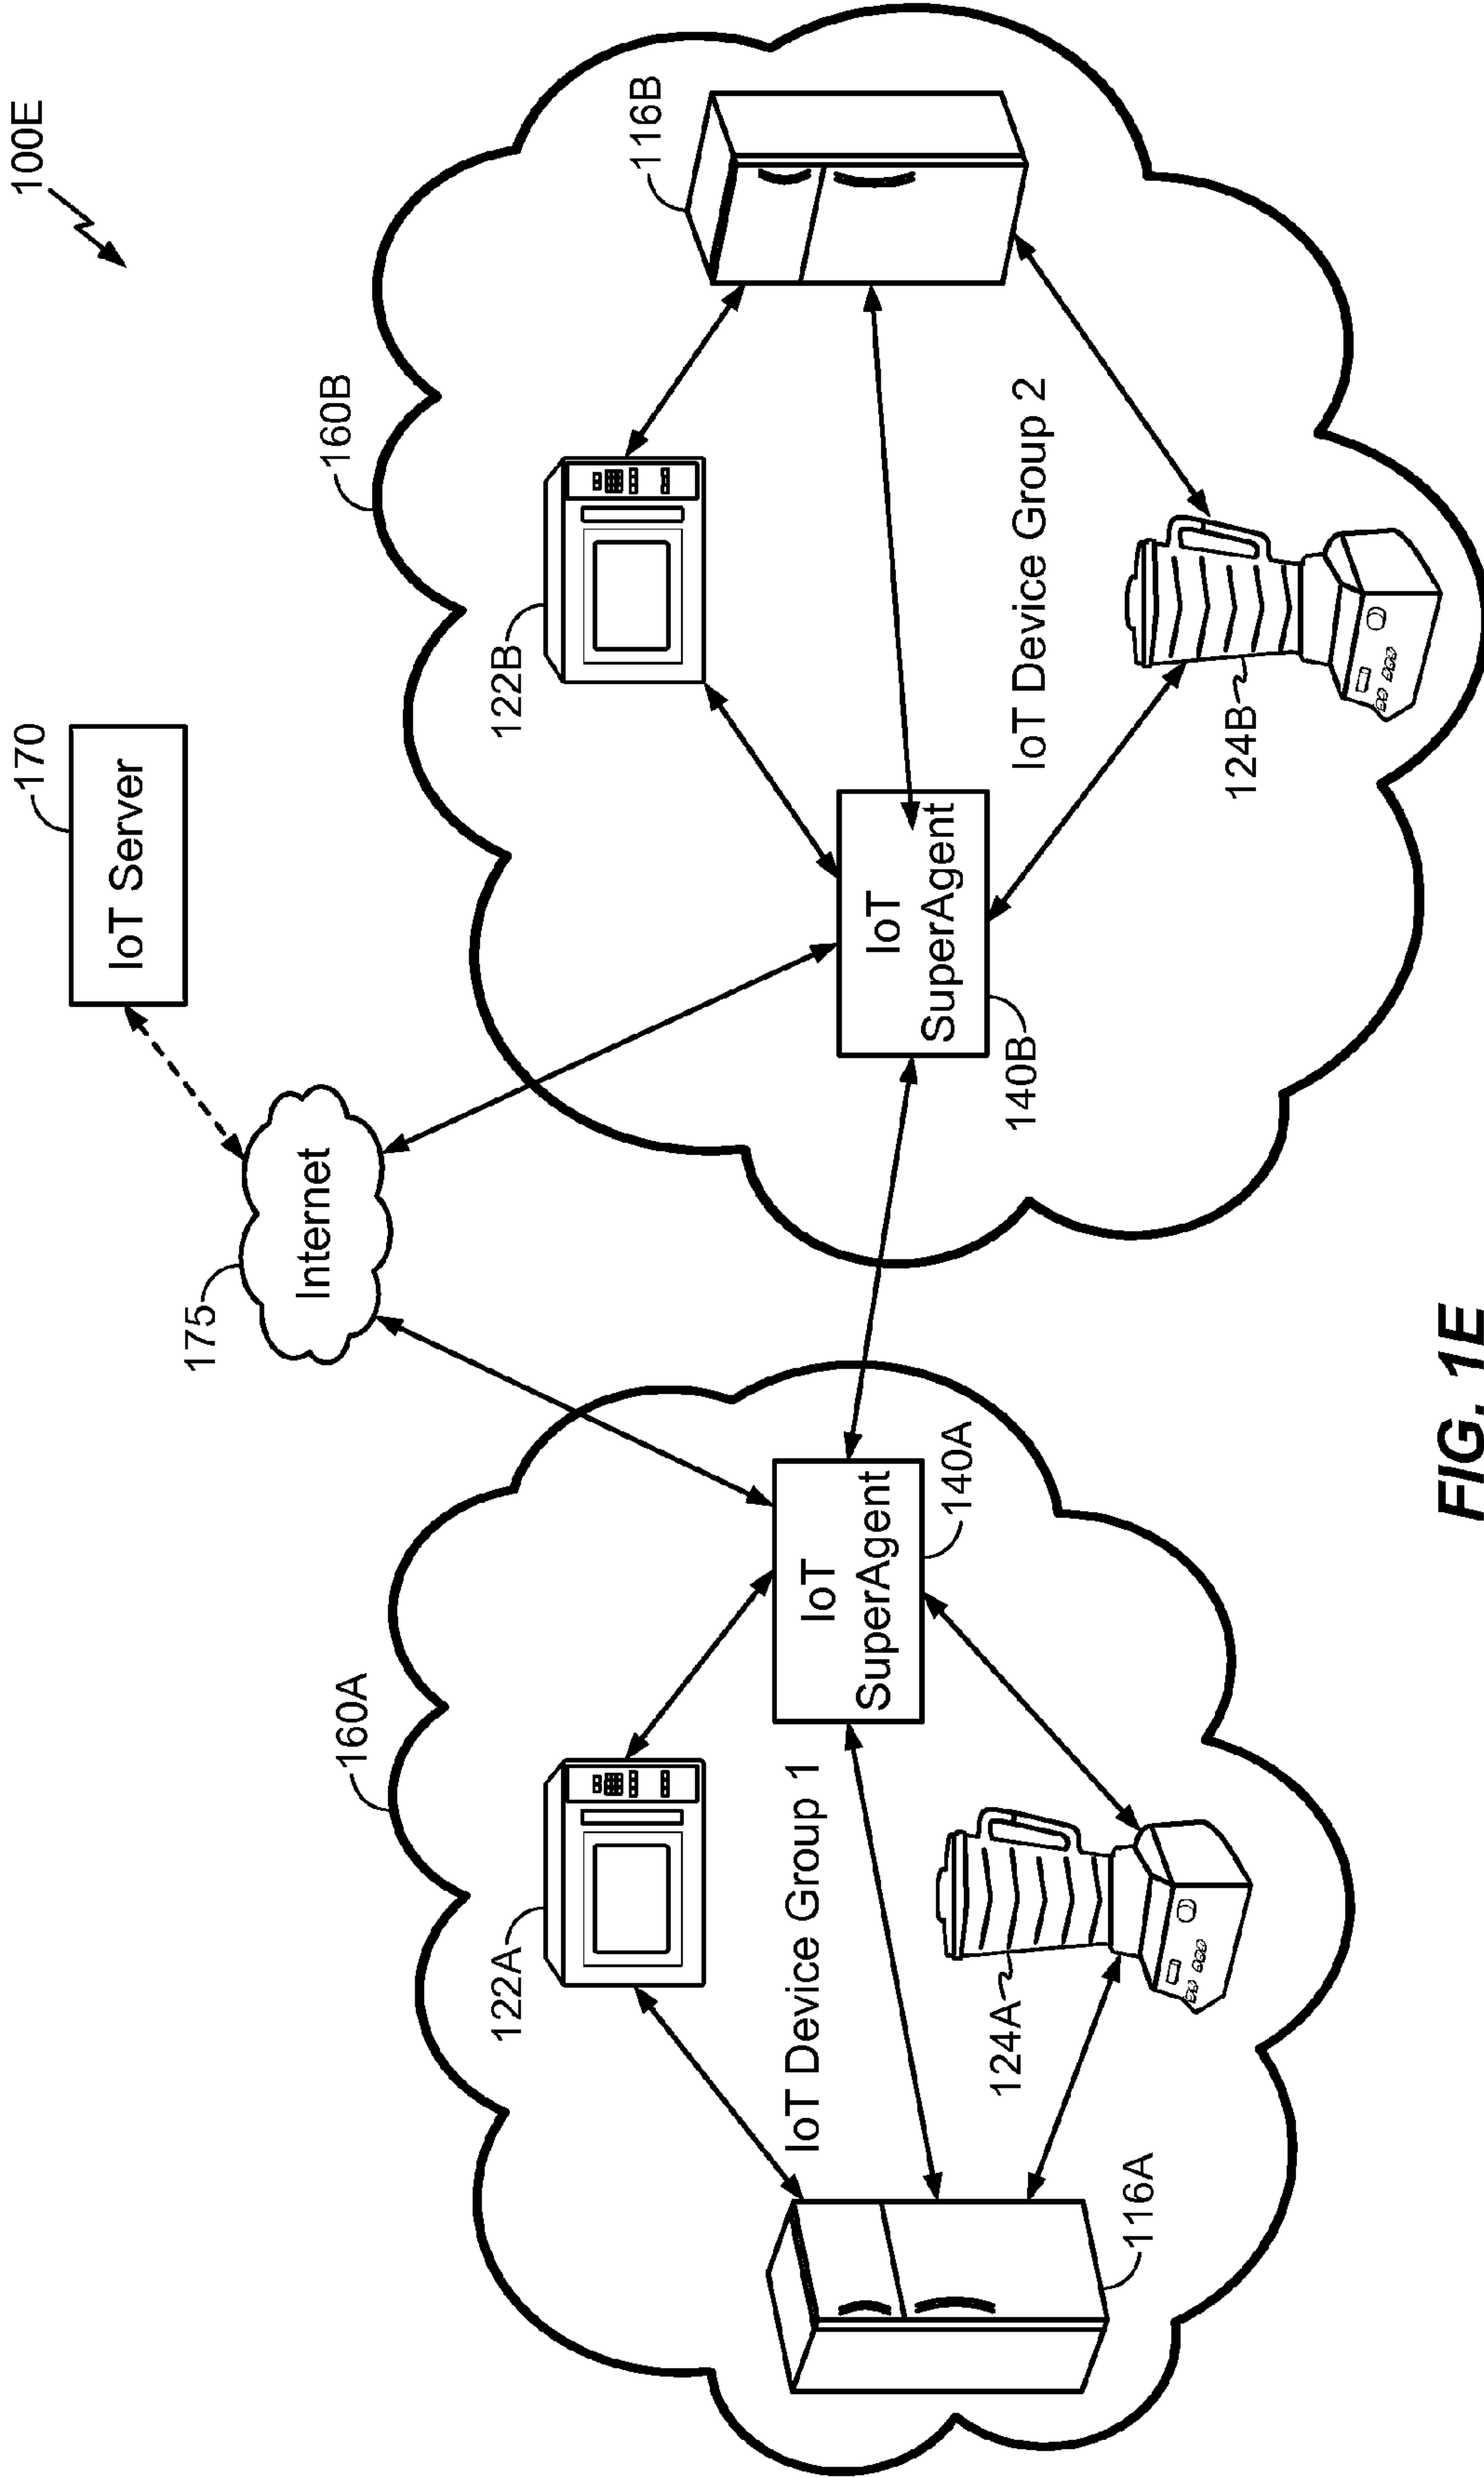 100E
170
IoT Server
175
Internet
160A
160B
122A
122B
116B
IoT Device Group 1
IoT
SuperAgent
140A
IoT
SuperAgent
140B
IoT Device Group 2
124A
116A
124B
FIG. 1E